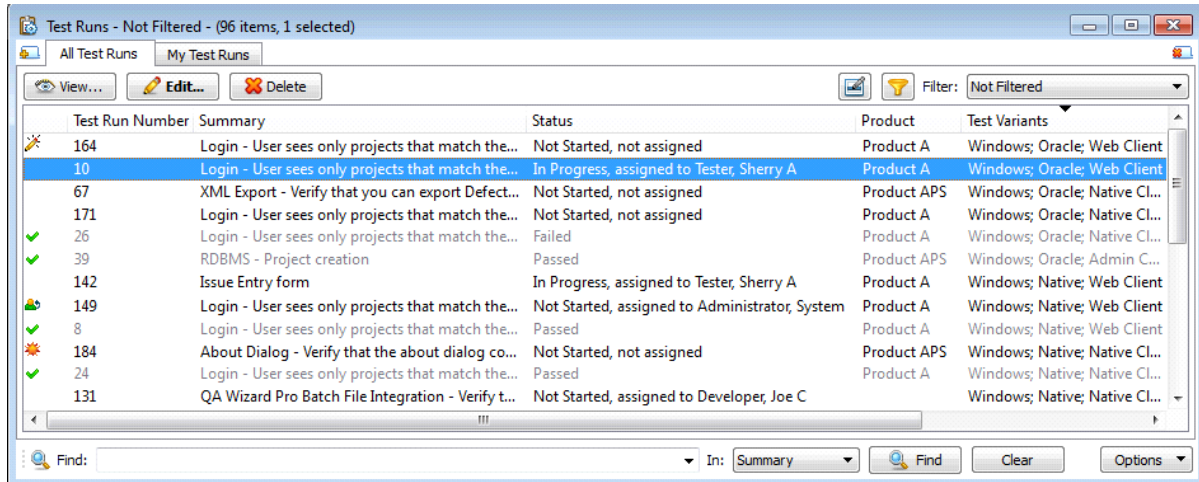 Test Runs - Not Filtered - (96 items, 1 selected)
All Test Runs My Test Runs
View... Edit... Delete Filter: Not Filtered
Test Run Number Summary Status Product Test Variants
164 Login - User sees only projects that match the... Not Started, not assigned Product A Windows; Oracle; Web Client
10 Login - User sees only projects that match the... In Progress, assigned to Tester, Sherry A Product A Windows; Oracle; Web Client
67 XML Export - Verify that you can export Defect... Not Started, not assigned Product APS Windows; Oracle; Native Cl...
171 Login - User sees only projects that match the... Not Started, not assigned Product A Windows; Oracle; Native Cl...
26 Login - User sees only projects that match the... Failed Product A Windows; Oracle; Native Cl...
39 RDBMS - Project creation Passed Product APS Windows; Oracle; Admin C...
142 Issue Entry form In Progress, assigned to Tester, Sherry A Product A Windows; Native; Web Client
149 Login - User sees only projects that match the... Not Started, assigned to Administrator, System Product A Windows; Native; Web Client
8 Login - User sees only projects that match the... Passed Product A Windows; Native; Web Client
184 About Dialog - Verify that the about dialog co... Not Started, not assigned Product APS Windows; Native; Native Cl...
24 Login - User sees only projects that match the... Passed Product A Windows; Native; Native Cl...
131 QA Wizard Pro Batch File Integration - Verify t... Not Started, assigned to Developer, Joe C Windows; Native; Native Cl...
Find: In: Summary Find Clear Options